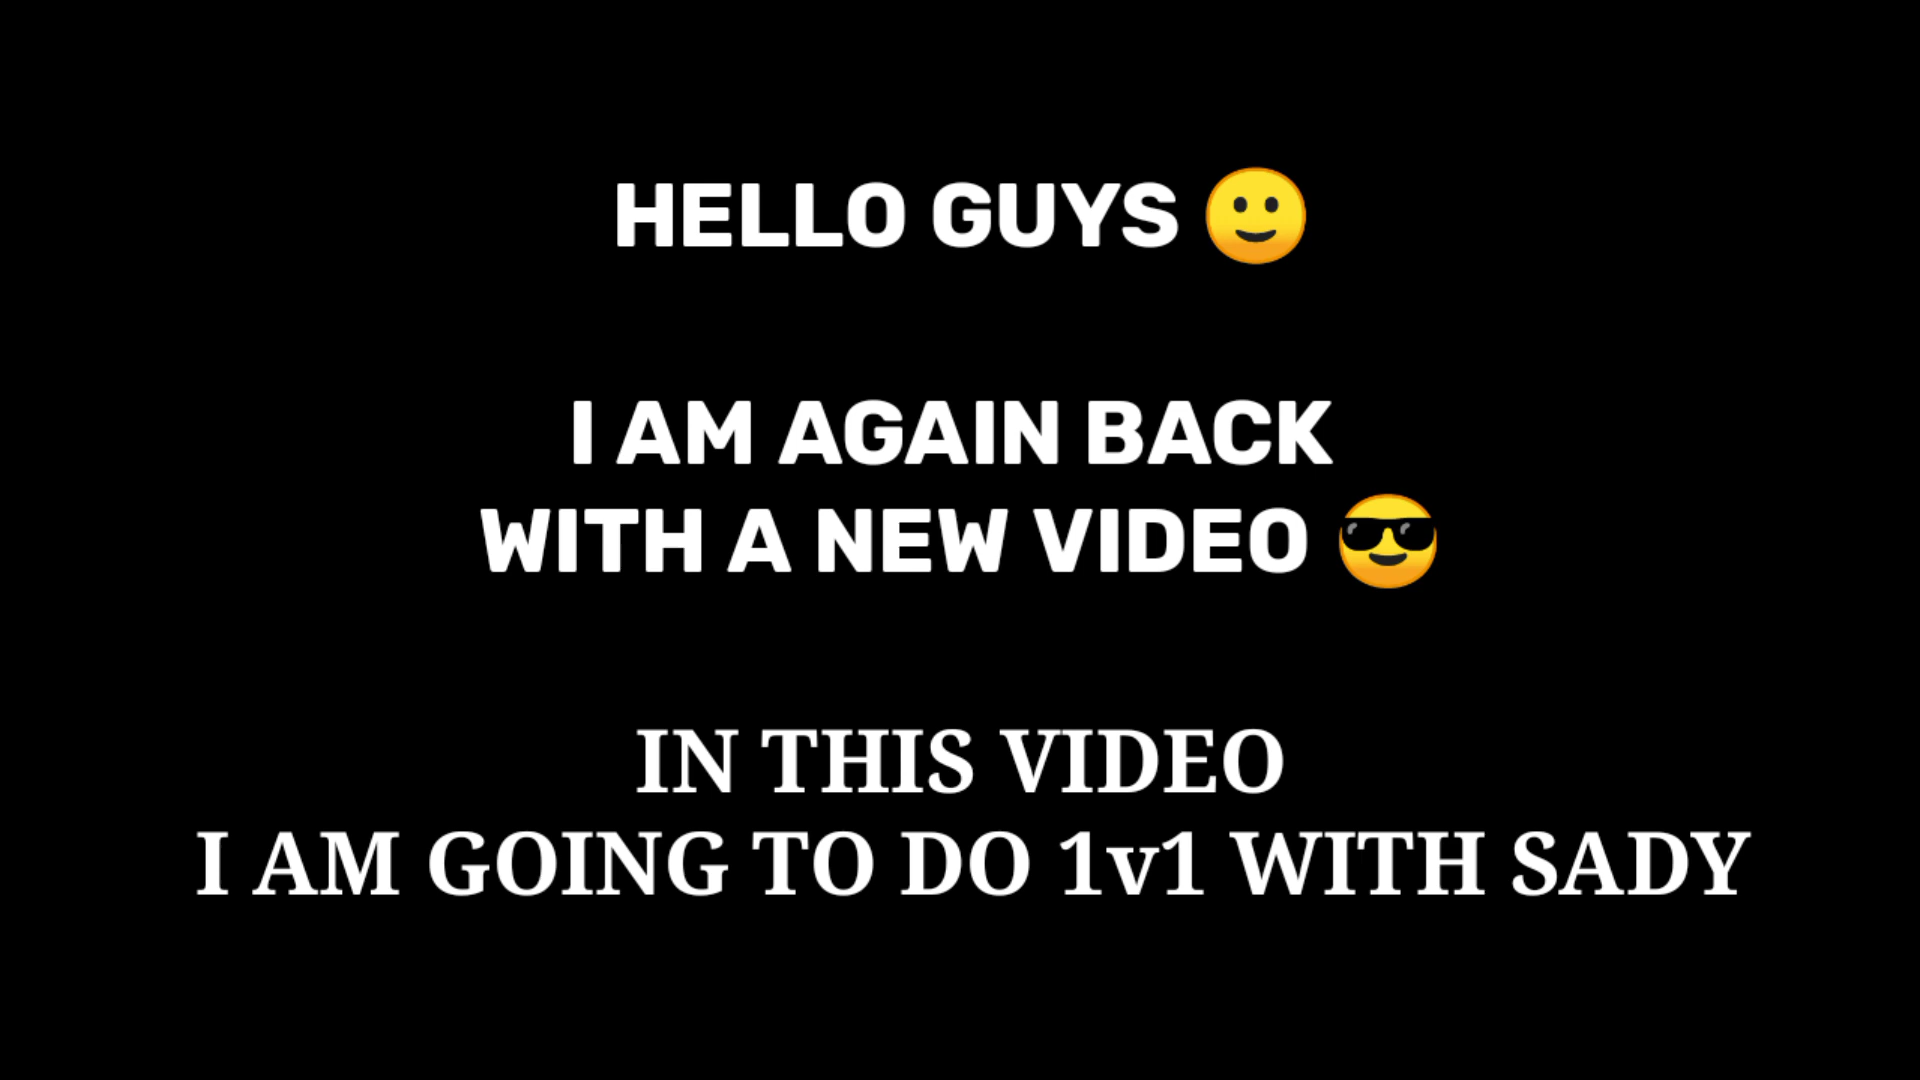 HELLO GUYS 🙂
I AM AGAIN BACK
WITH A NEW VIDEO 😎
IN THIS VIDEO
I AM GOING TO DO 1v1 WITH SADY